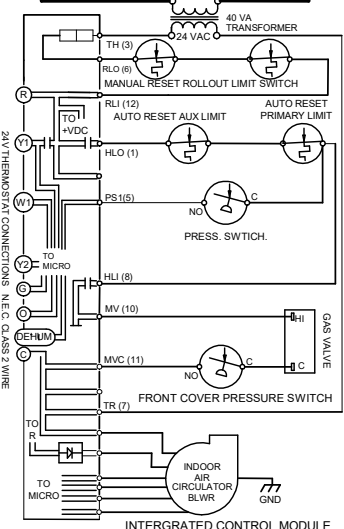 40 VA
TRANSFORMER
24 VAC
TH (3)
RLO (6)
MANUAL RESET ROLLOUT LIMIT SWITCH
R
RLI (12)
TO
+VDC
AUTO RESET AUX LIMIT
AUTO RESET
PRIMARY LIMIT
Y1
HLO (1)
W1
PS1(5)
C
NO
PRESS. SWTICH.
24V THERMOSTAT CONNECTIONS N.E.C. CLASS 2 WIRE
Y2
TO
MICRO
G
HLI (8)
O
MV (10)
HI
GAS VALVE
DEHUM
C
MVC (11)
C
C
NO
FRONT COVER PRESSURE SWITCH
TR (7)
TO
R
INDOOR
AIR
CIRCULATOR
BLWR
TO
MICRO
GND
INTERGRATED CONTROL MODULE